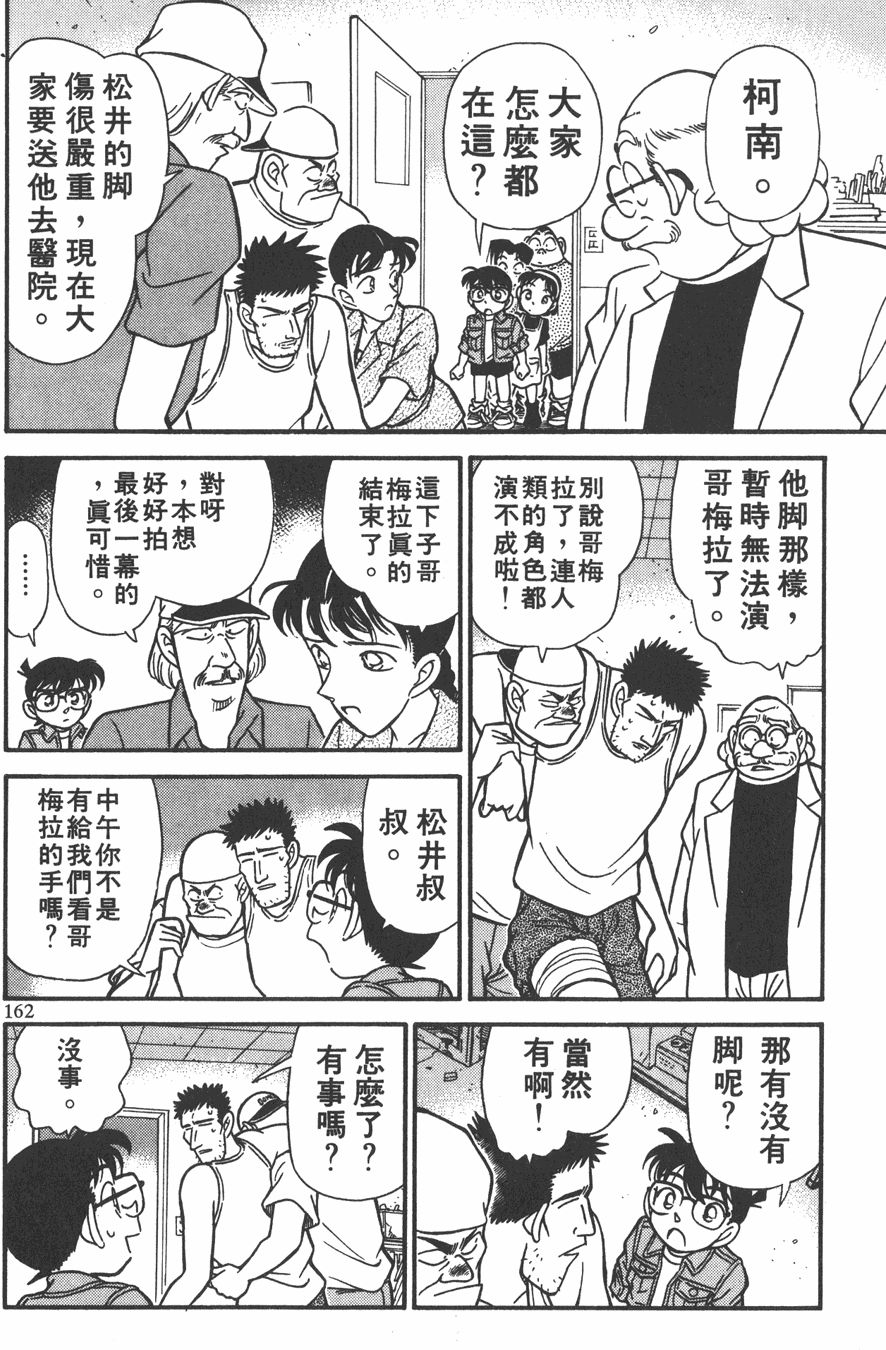 柯南。
大家
怎麼都
在這？
松井的脚
傷很嚴重，現在大
家要送他去醫院。
他脚那樣，
暫時無法演
哥梅拉了。
別說哥梅
拉了，連人
類的角色都
演不成啦！
這下子哥
梅拉眞的
結束了。
對呀
，本想
好好拍
最後一幕的
，眞可惜。
……
松井叔
叔。
中午你不是
有給我們看哥
梅拉的手嗎？
162
那有沒有
脚呢？
當然
有啊！
怎麼了？
有事嗎？
沒事。